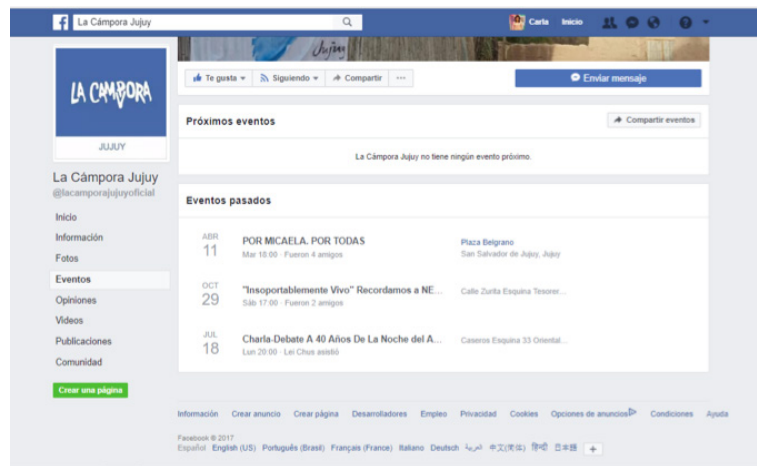 La Cámpora Jujuy
Carla Inicio
Jujuy
LA CAMPORA
JUJUY
La Cámpora Jujuy
@lacamporajujuyoficial
Inicio
Información
Fotos
Eventos
Opiniones
Videos
Publicaciones
Comunidad
Crear una página
Te gusta Siguiendo Compartir ···
Enviar mensaje
Próximos eventos
Compartir eventos
La Cámpora Jujuy no tiene ningún evento próximo.
Eventos pasados
ABR
11
POR MICAELA. POR TODAS
Mar 18:00 · Fueron 4 amigos
Plaza Belgrano
San Salvador de Jujuy, Jujuy
OCT
29
"Insoportablemente Vivo" Recordamos a NE...
Sáb 17:00 · Fueron 2 amigos
Calle Zurita Esquina Tesorer...
JUL
18
Charla-Debate A 40 Años De La Noche del A...
Lun 20:00 · Lei Chus asistió
Caseros Esquina 33 Oriental...
Información Crear anuncio Crear página Desarrolladores Empleo Privacidad Cookies Opciones de anuncios Condiciones Ayuda
Facebook © 2017
Español English (US) Português (Brasil) Français (France) Italiano Deutsch العربية 中文(简体) हिन्दी 日本語 +